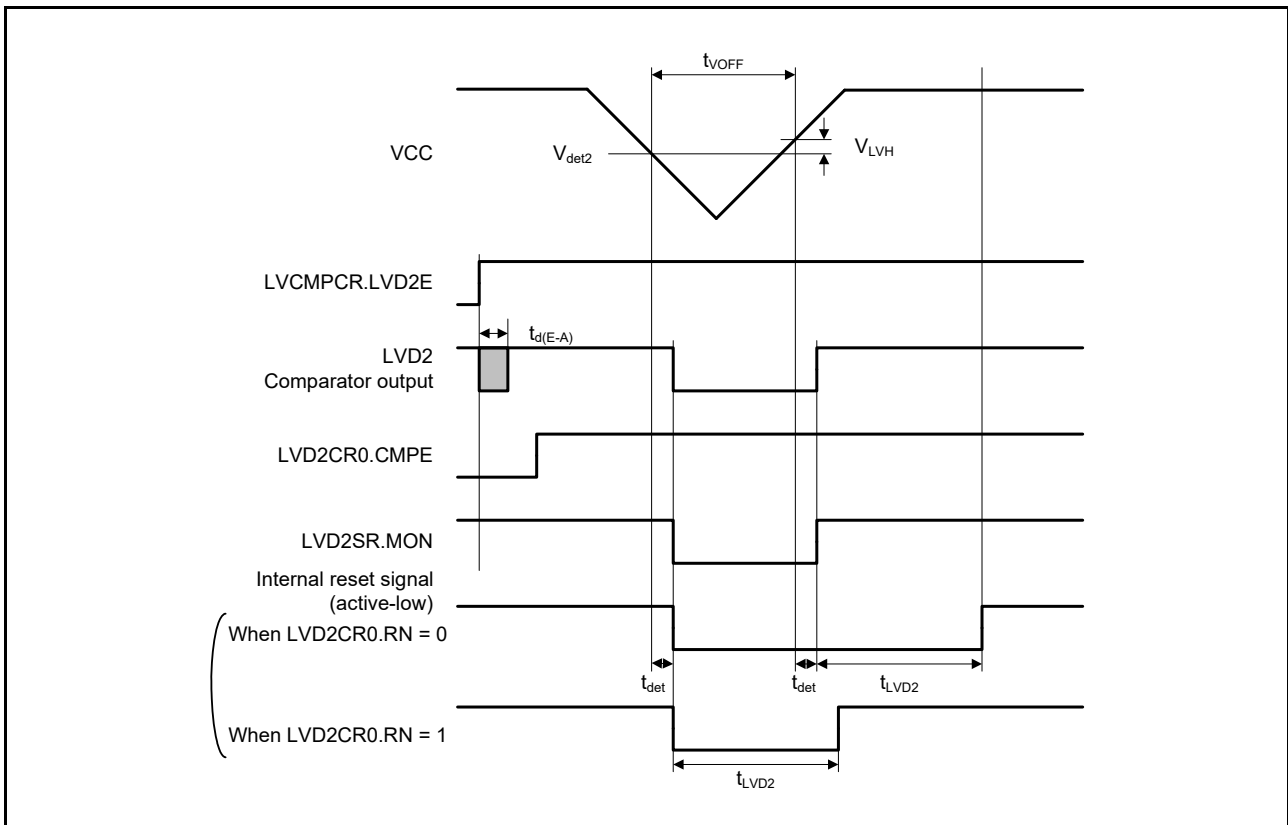 tVOFF
VCC
Vdet2
VLVH
LVCMPCR.LVD2E
td(E-A)
LVD2
Comparator output
LVD2CR0.CMPE
LVD2SR.MON
Internal reset signal
(active-low)
When LVD2CR0.RN = 0
tdet
tdet
tLVD2
When LVD2CR0.RN = 1
tLVD2